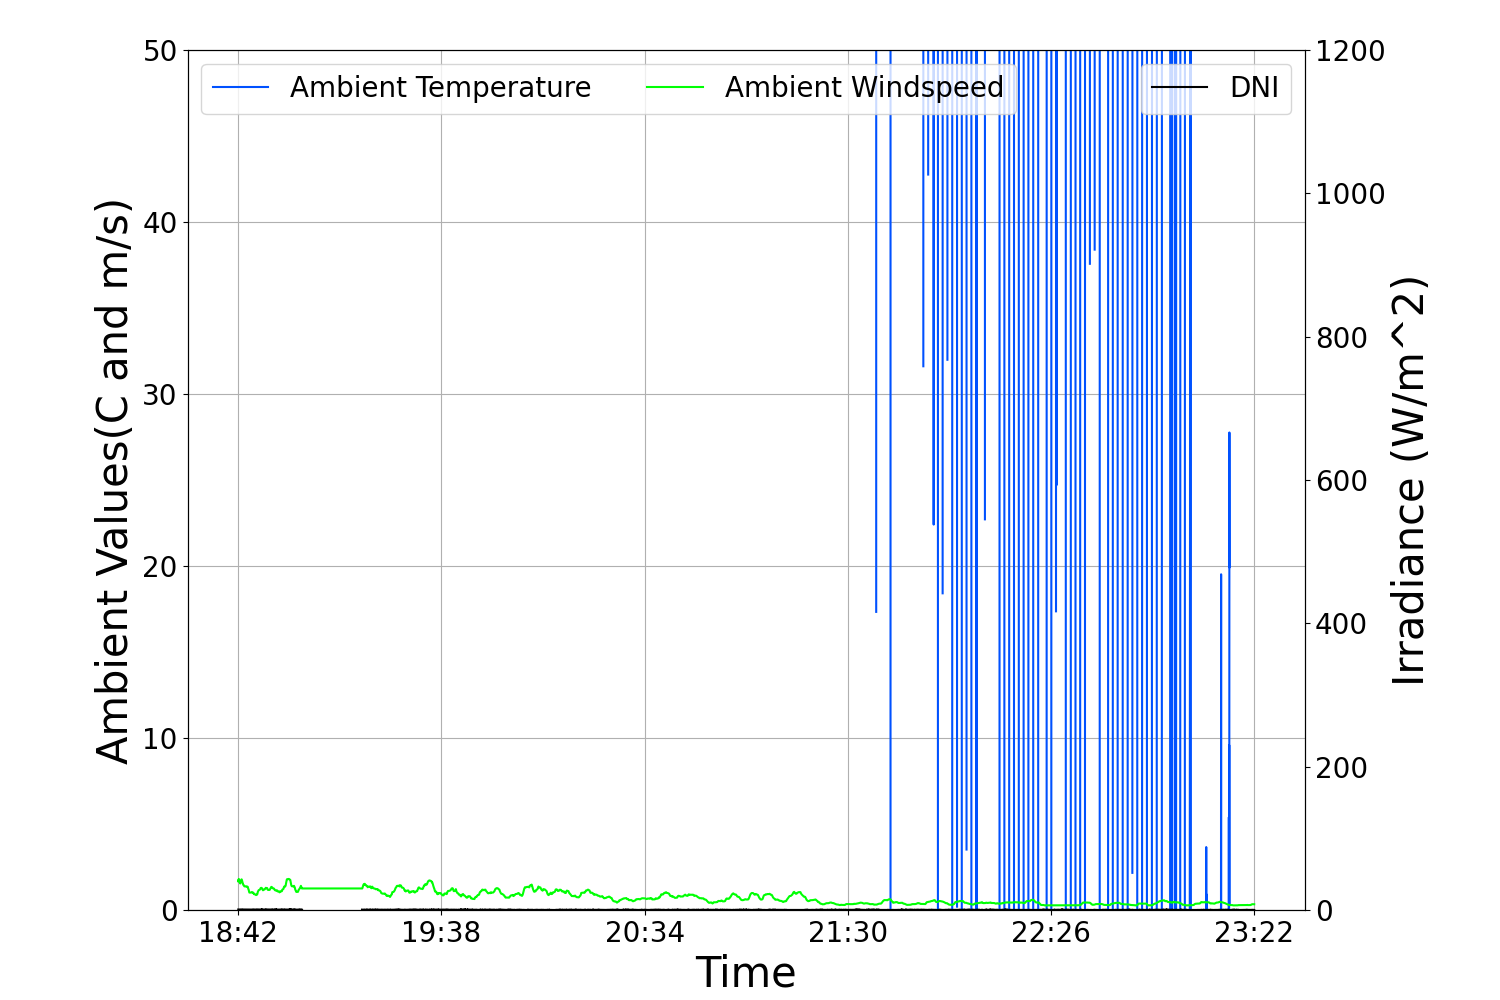 Ambient Temperature
Ambient Windspeed
DNI
Ambient Values(C and m/s)
50
40
30
20
10
0
1200
1000
800
600
400
200
0
Irradiance (W/m^2)
18:42 19:38 20:34 21:30 22:26 23:22
Time